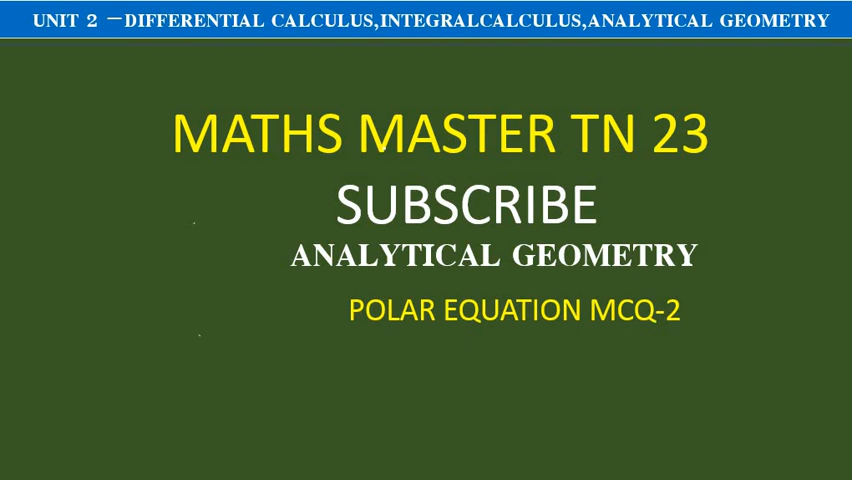 UNIT 2 –DIFFERENTIAL CALCULUS,INTEGRALCALCULUS,ANALYTICAL GEOMETRY
MATHS MASTER TN 23
SUBSCRIBE
ANALYTICAL GEOMETRY
POLAR EQUATION MCQ-2